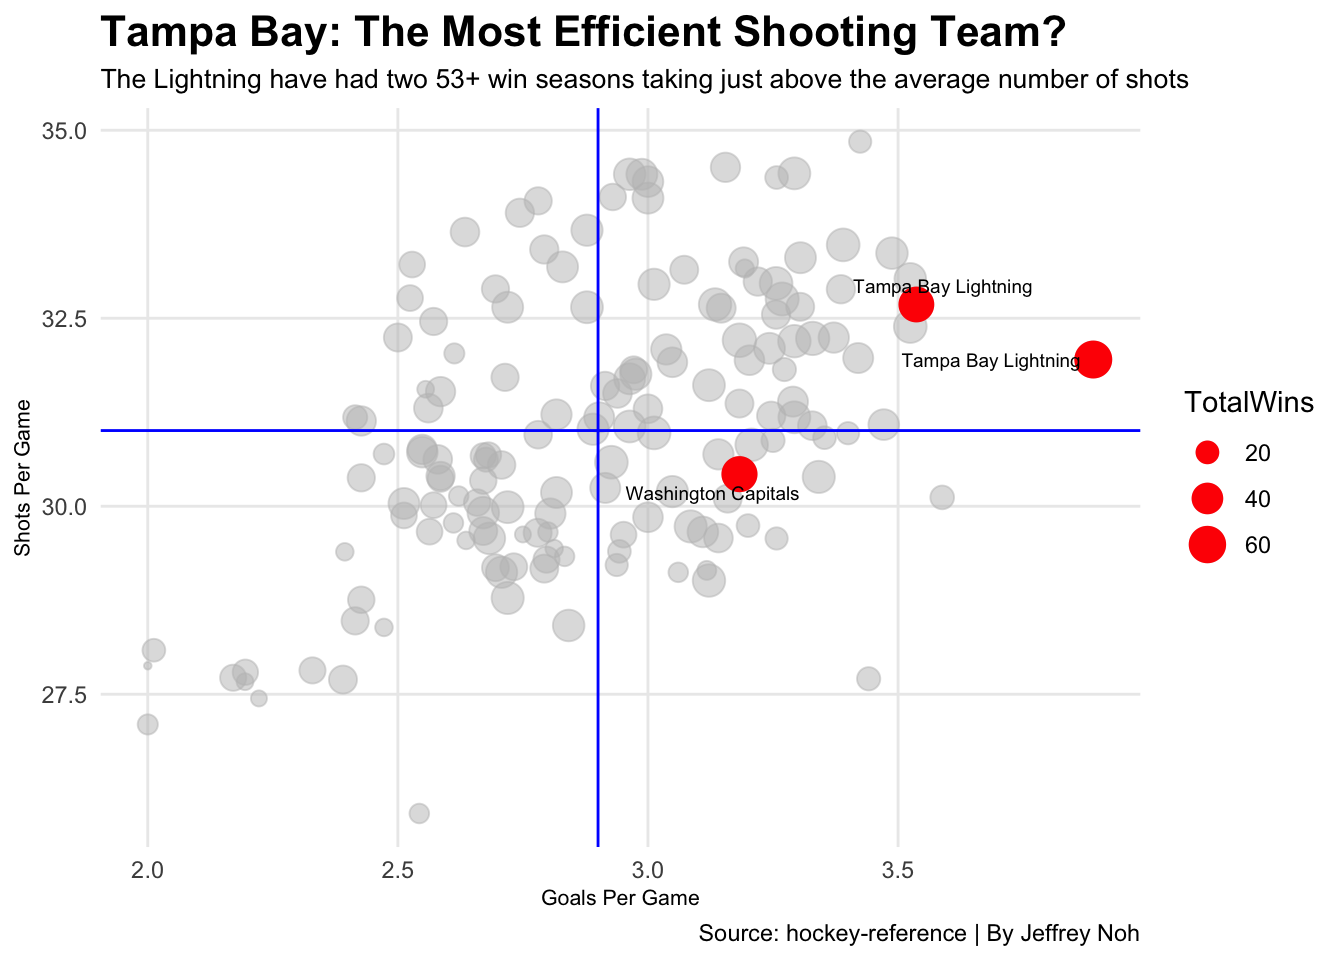 Tampa Bay: The Most Efficient Shooting Team?
The Lightning have had two 53+ win seasons taking just above the average number of shots
35.0
32.5
30.0
27.5
Shots Per Game
Tampa Bay Lightning
Tampa Bay Lightning
Washington Capitals
TotalWins
20
40
60
2.0
2.5
3.0
3.5
Goals Per Game
Source: hockey-reference | By Jeffrey Noh